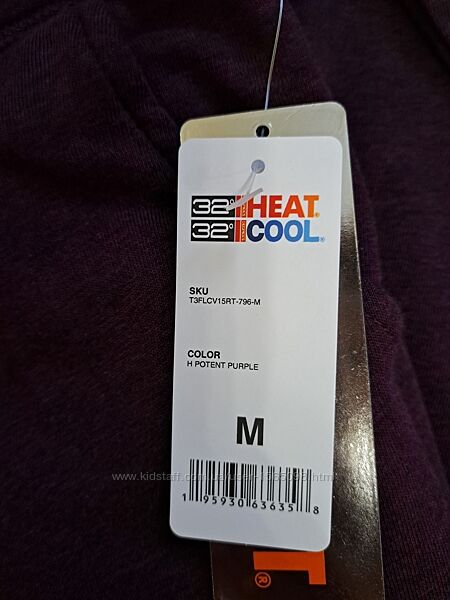 32° HEAT®
32° COOL®
SKU
T3FLCV15RT-796-M
COLOR
H POTENT PURPLE
M
1 95930 63635 8
®